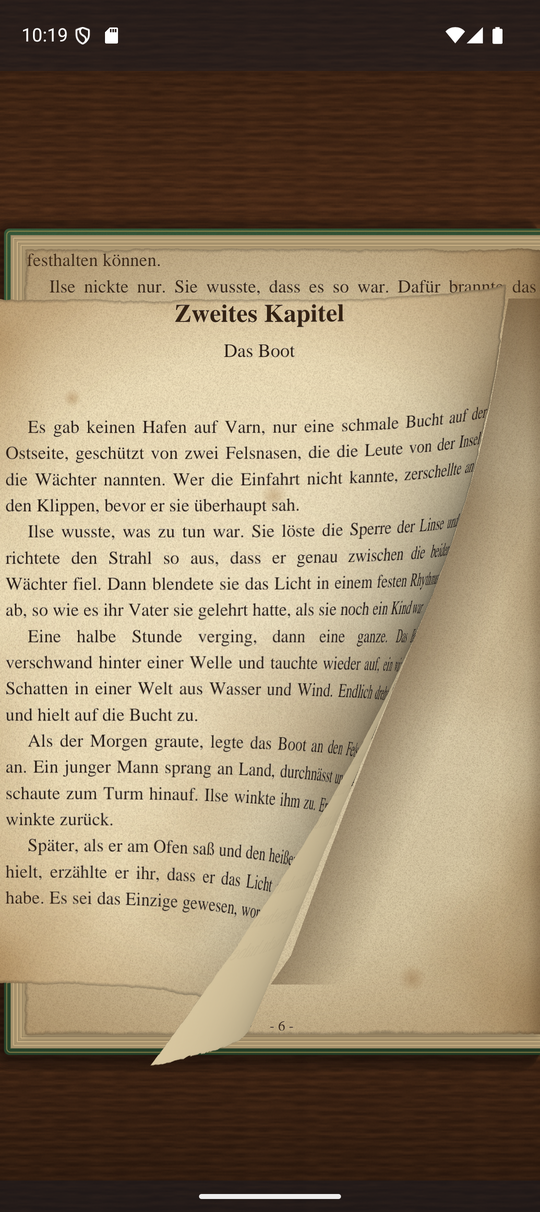 10:19
festhalten können.
Ilse nickte nur. Sie wusste, dass es so war. Dafür brannte das
Zweites Kapitel
Das Boot
Es gab keinen Hafen auf Varn, nur eine schmale Bucht auf der
Ostseite, geschützt von zwei Felsnasen, die die Leute von der Insel
die Wächter nannten. Wer die Einfahrt nicht kannte, zerschellte an
den Klippen, bevor er sie überhaupt sah.
Ilse wusste, was zu tun war. Sie löste die Sperre der Linse und
richtete den Strahl so aus, dass er genau zwischen die
Wächter fiel. Dann blendete sie das Licht in einem festen
ab, so wie es ihr Vater sie gelehrt hatte, als sie noch ein Kind war
Eine halbe Stunde verging, dann eine ganze. Das
verschwand hinter einer Welle und tauchte wieder auf, ein
Schatten in einer Welt aus Wasser und Wind. Endlich
und hielt auf die Bucht zu.
Als der Morgen graute, legte das Boot an den
an. Ein junger Mann sprang an Land, durchnässt
schaute zum Turm hinauf. Ilse winkte ihm zu.
winkte zurück.
Später, als er am Ofen saß und den
hielt, erzählte er ihr, dass er das Licht
habe. Es sei das Einzige gewesen,
- 6 -